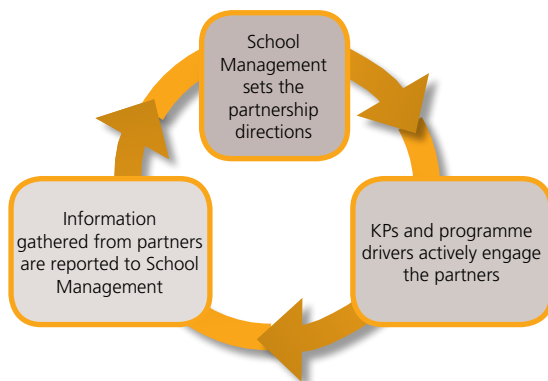 School
Management
sets the
partnership
directions
KPs and programme
drivers actively engage
the partners
Information
gathered from partners
are reported to School
Management